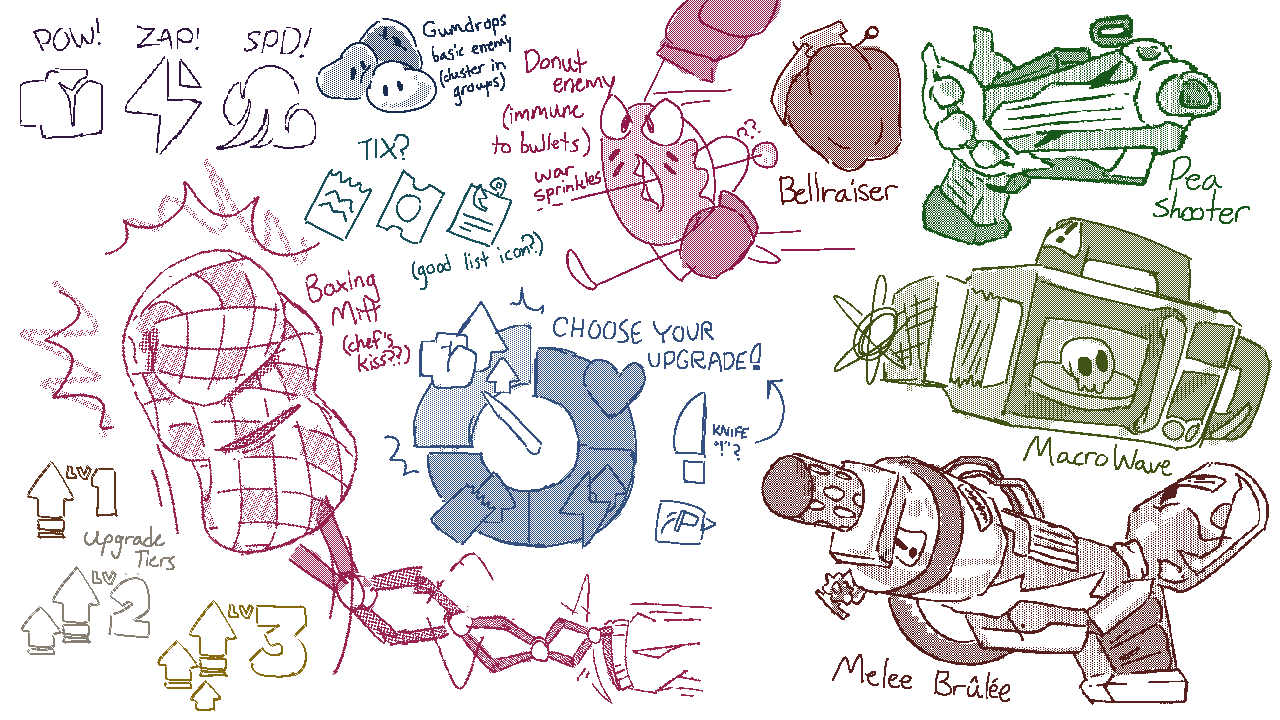 POW!
ZAP!
SPD!
Gumdrops
basic enemy
(cluster in
groups)
Donut
enemy
(immune
to bullets)
war
sprinkles
??
Bellraiser
Pea
Shooter
TIX?
(good list icon?)
Boxing
Mitt
(chef's
kiss??)
CHOOSE YOUR
UPGRADE!
KNIFE
"!"?
P
MacroWave
LV 1
Upgrade
Tiers
LV 2
LV 3
!
Melee Brûlée